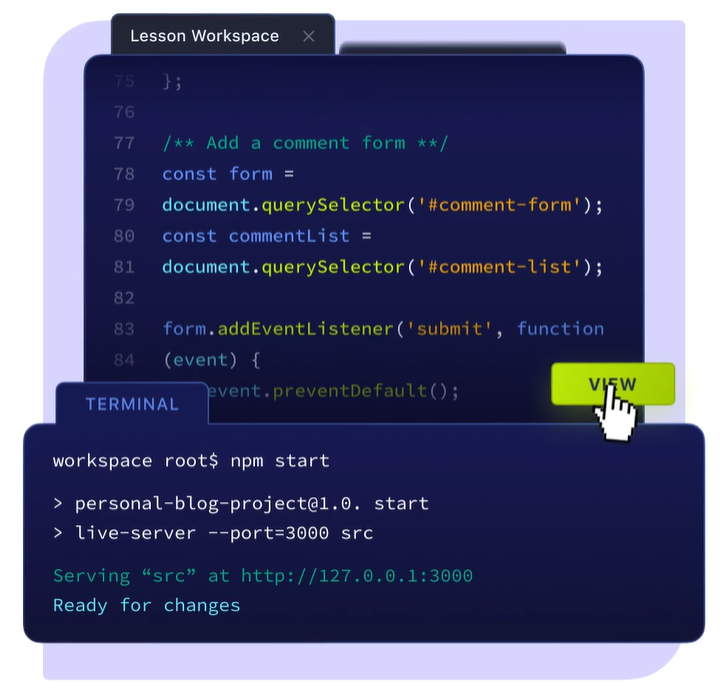 Lesson Workspace ×
75 };
76
77 /** Add a comment form **/
78 const form =
79 document.querySelector('#comment-form');
80 const commentList =
81 document.querySelector('#comment-list');
82
83 form.addEventListener('submit', function
84 (event) {
event.preventDefault();
VIEW
TERMINAL
workspace root$ npm start
> personal-blog-project@1.0. start
> live-server --port=3000 src
Serving “src” at http://127.0.0.1:3000
Ready for changes